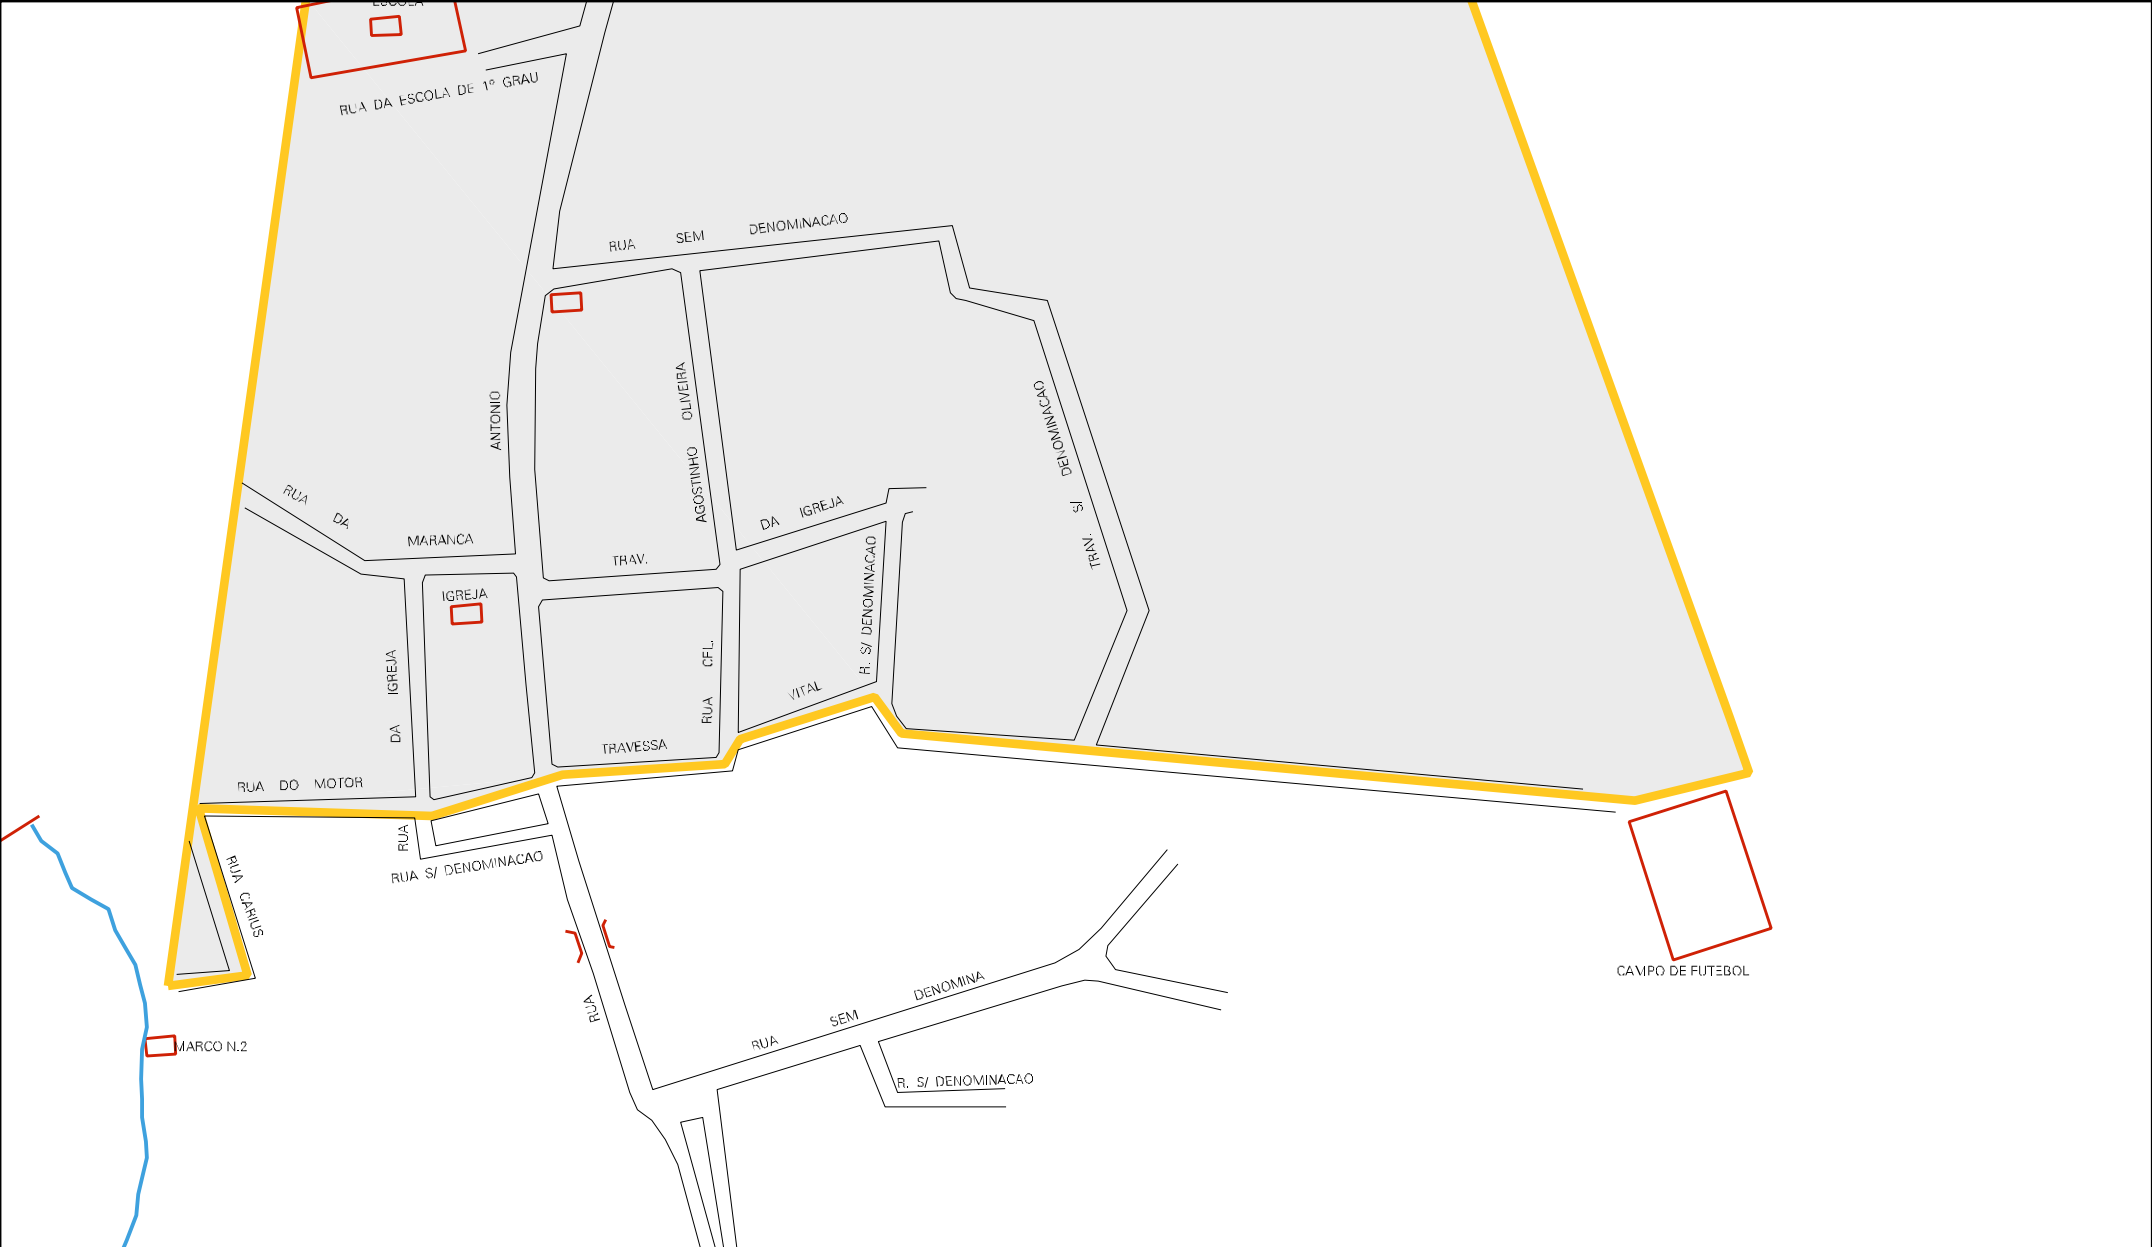 ESCOLA
RUA DA ESCOLA DE 1º GRAU
RUA SEM DENOMINACAO
ANTONIO
AGOSTINHO OLIVEIRA
TRAV. S/ DENOMINACAO
RUA DA MARANCA
TRAV. DA IGREJA
IGREJA
R. S/ DENOMINACAO
RUA DA IGREJA
RUA CEL.
TRAVESSA VITAL
RUA DO MOTOR
RUA S/ DENOMINACAO
RUA CARIUS
CAMPO DE FUTEBOL
RUA
RUA SEM DENOMINA
MARCO N.2
R. S/ DENOMINACAO